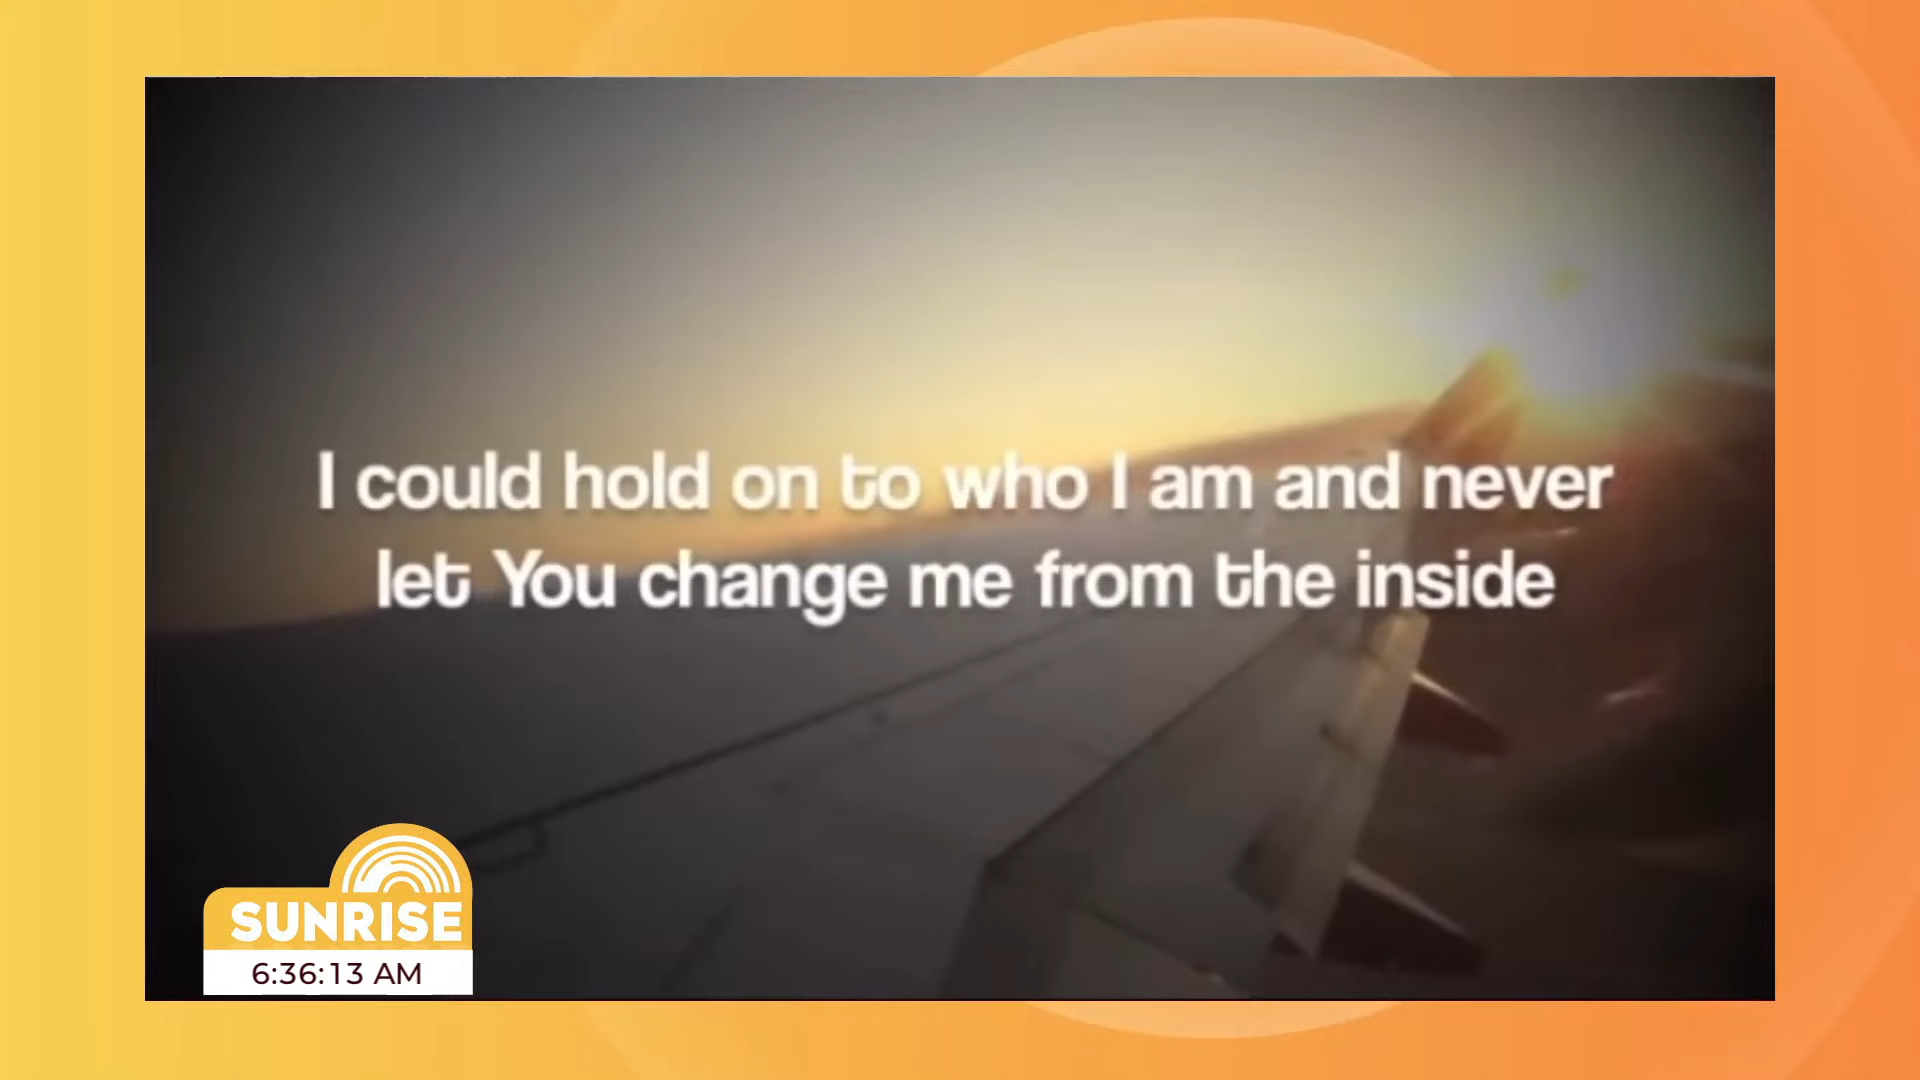 I could hold on to who I am and never
let You change me from the inside
SUNRISE
6:36:13 AM